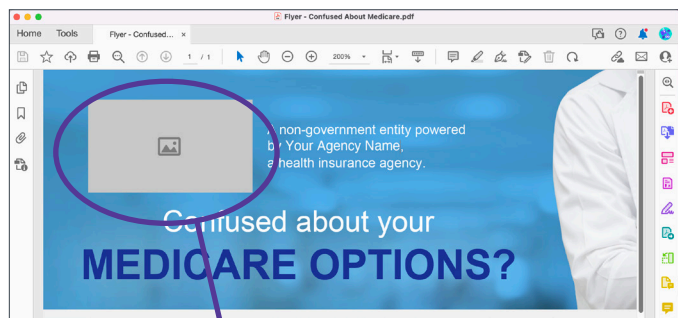 Flyer - Confused About Medicare.pdf
Home Tools Flyer - Confused... ×
1 / 1 200%
A non-government entity powered
by Your Agency Name,
a health insurance agency.
Confused about your
MEDICARE OPTIONS?